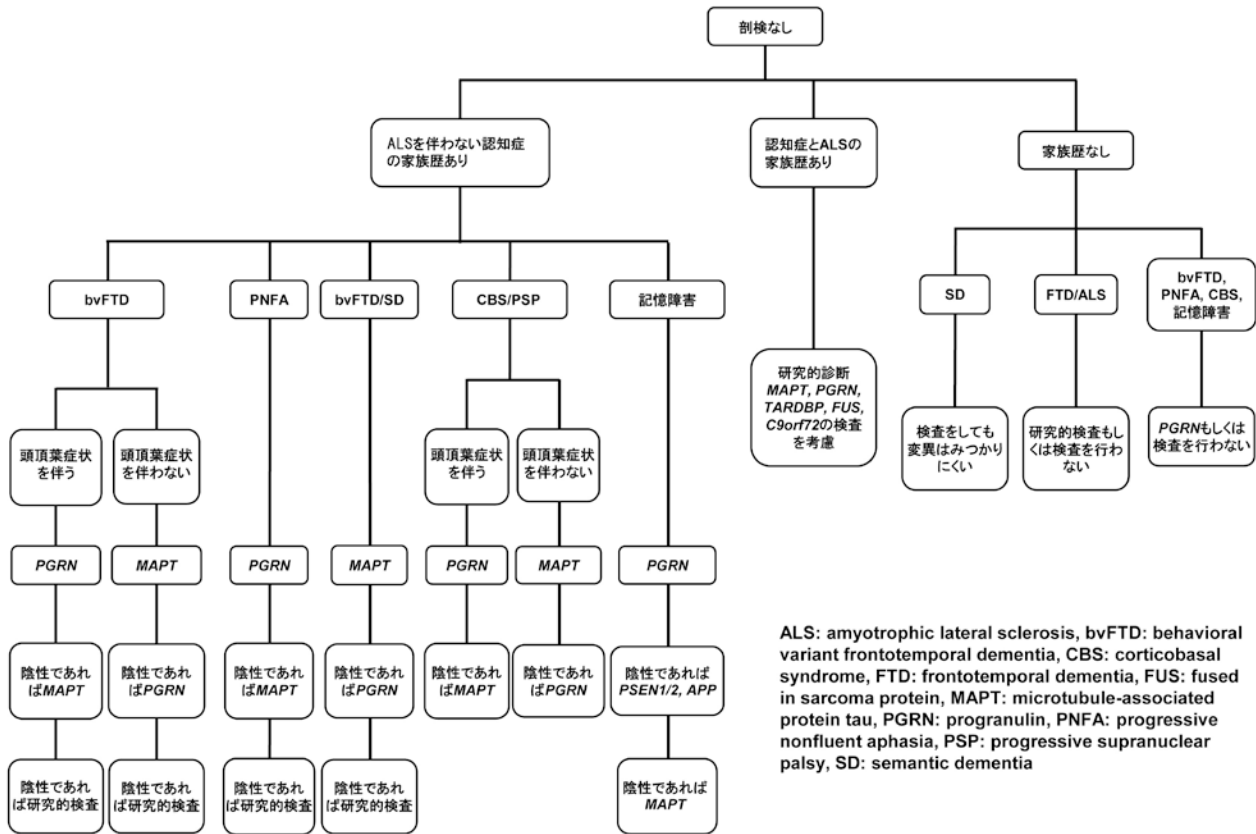 剖検なし
ALSを伴わない認知症
の家族歴あり
認知症とALSの
家族歴あり
家族歴なし
bvFTD
PNFA
bvFTD/SD
CBS/PSP
記憶障害
SD
FTD/ALS
bvFTD,
PNFA, CBS,
記憶障害
頭頂葉症状
を伴う
頭頂葉症状
を伴わない
頭頂葉症状
を伴う
頭頂葉症状
を伴わない
研究的診断
MAPT, PGRN,
TARDBP, FUS,
C9orf72の検査
を考慮
検査をしても
変異はみつかり
にくい
研究的検査もし
くは検査を行わ
ない
PGRNもしくは
検査を行わない
PGRN
MAPT
PGRN
MAPT
PGRN
MAPT
PGRN
陰性であれ
ばMAPT
陰性であれ
ばPGRN
陰性であれ
ばMAPT
陰性であれ
ばPGRN
陰性であれ
ばMAPT
陰性であれ
ばPGRN
陰性であれば
PSEN1/2, APP
陰性であれ
ば研究的検査
陰性であれ
ば研究的検査
陰性であれ
ば研究的検査
陰性であれ
ば研究的検査
陰性であれば
MAPT
ALS: amyotrophic lateral sclerosis, bvFTD: behavioral
variant frontotemporal dementia, CBS: corticobasal
syndrome, FTD: frontotemporal dementia, FUS: fused
in sarcoma protein, MAPT: microtubule-associated
protein tau, PGRN: progranulin, PNFA: progressive
nonfluent aphasia, PSP: progressive supranuclear
palsy, SD: semantic dementia